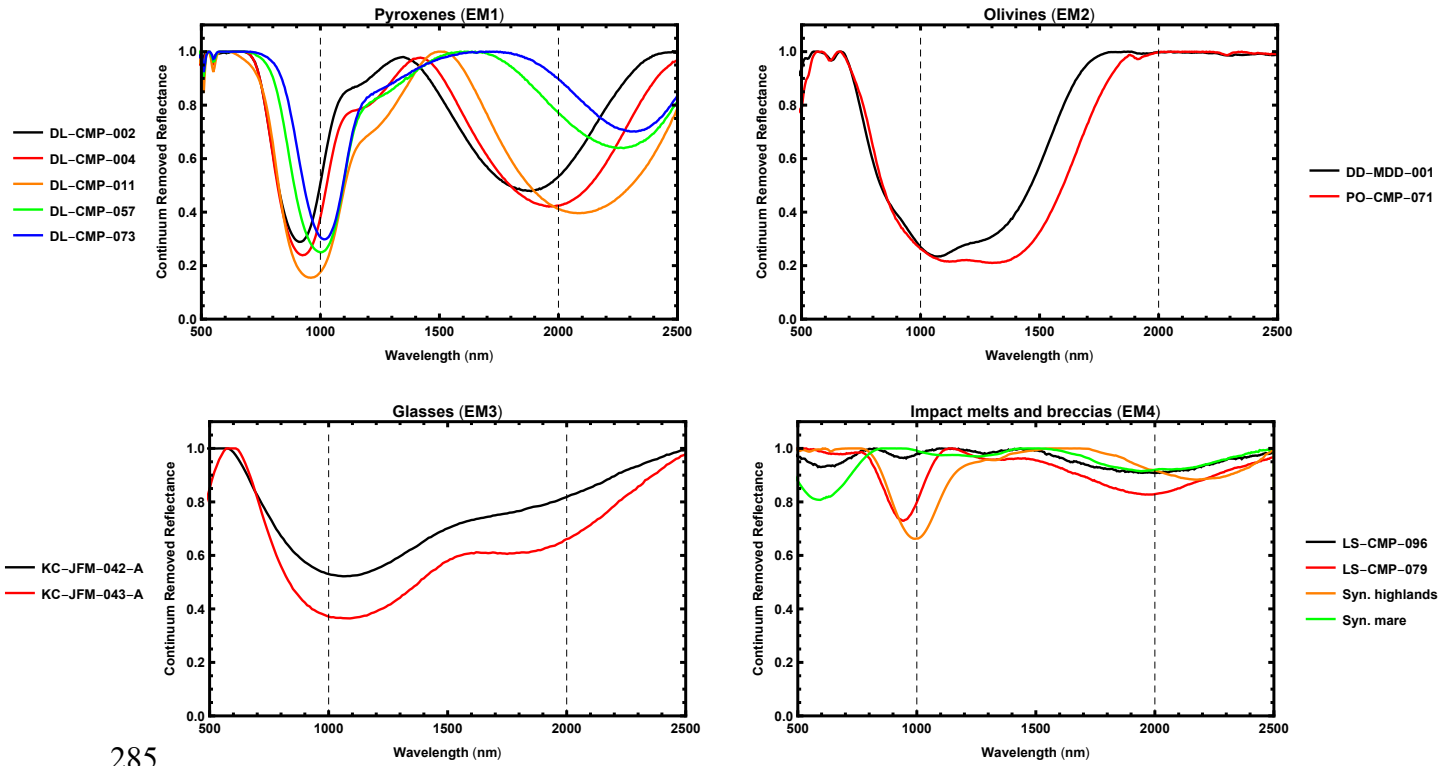 Pyroxenes (EM1)
1.0
0.8
0.6
0.4
0.2
0.0
500
1000
1500
2000
2500
Continuum Removed Reflectance
Wavelength (nm)
DL-CMP-002
DL-CMP-004
DL-CMP-011
DL-CMP-057
DL-CMP-073
Olivines (EM2)
1.0
0.8
0.6
0.4
0.2
0.0
500
1000
1500
2000
2500
Continuum Removed Reflectance
Wavelength (nm)
DD-MDD-001
PO-CMP-071
Glasses (EM3)
1.0
0.8
0.6
0.4
0.2
0.0
500
1000
1500
2000
2500
Continuum Removed Reflectance
Wavelength (nm)
KC-JFM-042-A
KC-JFM-043-A
Impact melts and breccias (EM4)
1.0
0.8
0.6
0.4
0.2
0.0
500
1000
1500
2000
2500
Continuum Removed Reflectance
Wavelength (nm)
LS-CMP-096
LS-CMP-079
Syn. highlands
Syn. mare
285